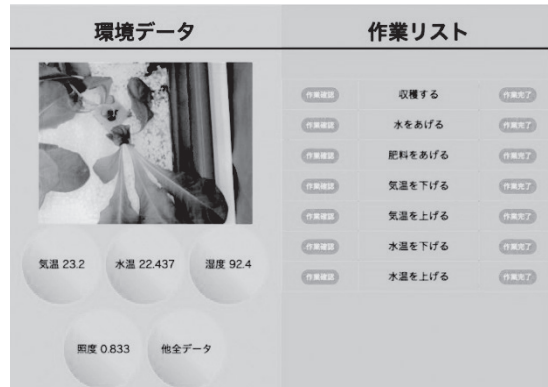 環境データ
気温 23.2
水温 22.437
湿度 92.4
照度 0.833
他全データ
作業リスト
作業確認 収穫する 作業完了
作業確認 水をあげる 作業完了
作業確認 肥料をあげる 作業完了
作業確認 気温を下げる 作業完了
作業確認 気温を上げる 作業完了
作業確認 水温を下げる 作業完了
作業確認 水温を上げる 作業完了